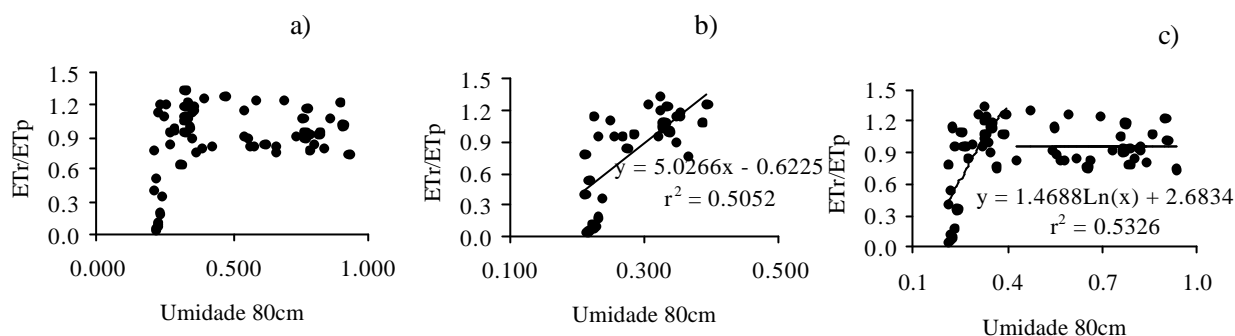 a)
ETr/ETp
1.5
1.2
0.9
0.6
0.3
0.0
0.000 0.500 1.000
Umidade 80cm
b)
ETr/ETp
1.5
1.2
0.9
0.6
0.3
0.0
y = 5.0266x - 0.6225
r² = 0.5052
0.100 0.300 0.500
Umidade 80cm
c)
ETr/ETp
1.5
1.2
0.9
0.6
0.3
0.0
y = 1.4688Ln(x) + 2.6834
r² = 0.5326
0.1 0.4 0.7 1.0
Umidade 80cm